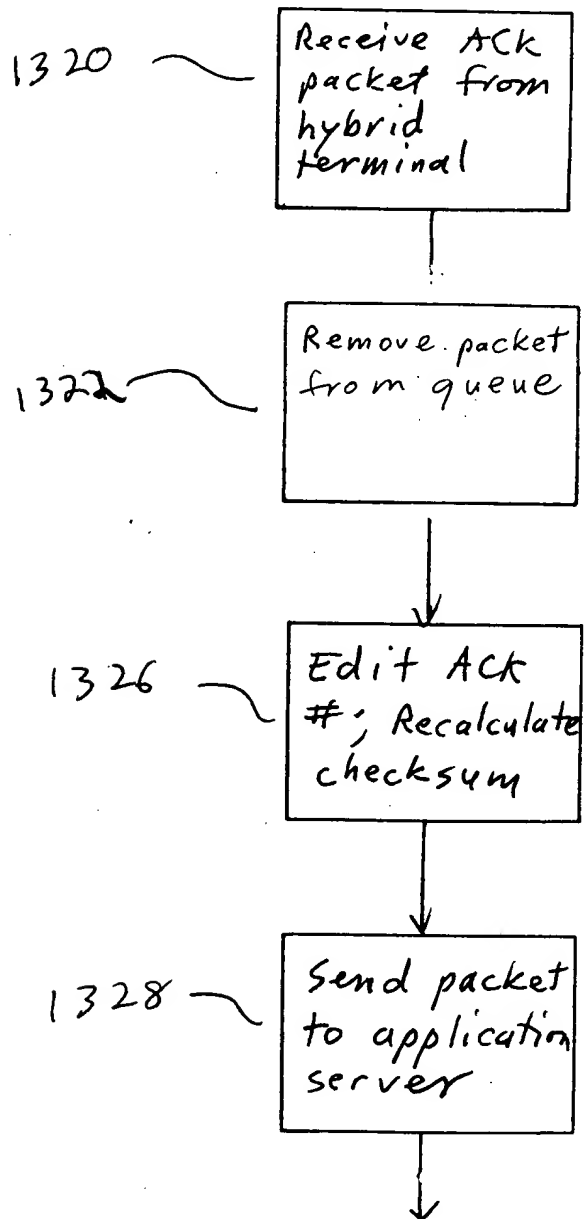 1320
Receive ACK
packet from
hybrid
terminal
1322
Remove packet
from queue
1326
Edit ACK
#; Recalculate
checksum
1328
Send packet
to application
server